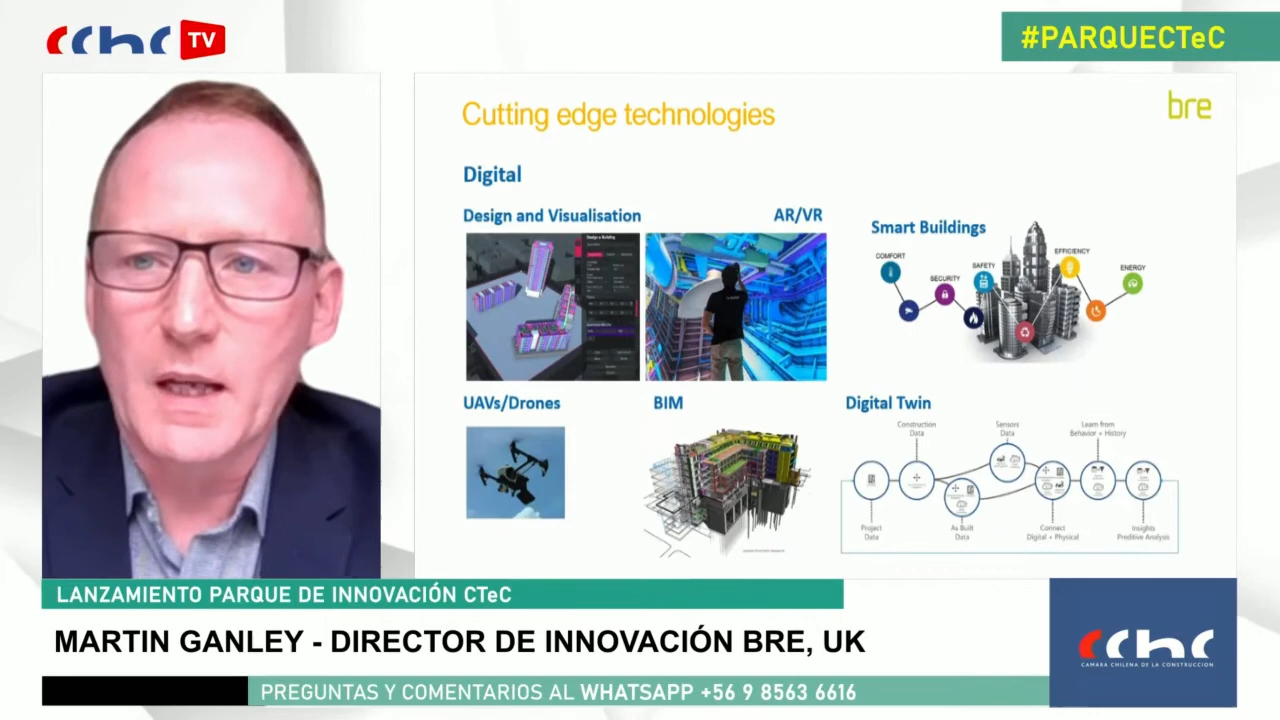 cchc TV
#PARQUECTeC
Cutting edge technologies
bre
Digital
Design and Visualisation
AR/VR
Smart Buildings
COMFORT
SECURITY
SAFETY
EFFICIENCY
ENERGY
UAVs/Drones
BIM
Digital Twin
Construction
Data
Sensors
Data
Learn from
Behavior + History
Project
Data
As Built
Data
Connect
Digital + Physical
Insights
Preditive Analysis
LANZAMIENTO PARQUE DE INNOVACIÓN CTeC
MARTIN GANLEY - DIRECTOR DE INNOVACIÓN BRE, UK
cchc
CAMARA CHILENA DE LA CONSTRUCCION
PREGUNTAS Y COMENTARIOS AL WHATSAPP +56 9 8563 6616